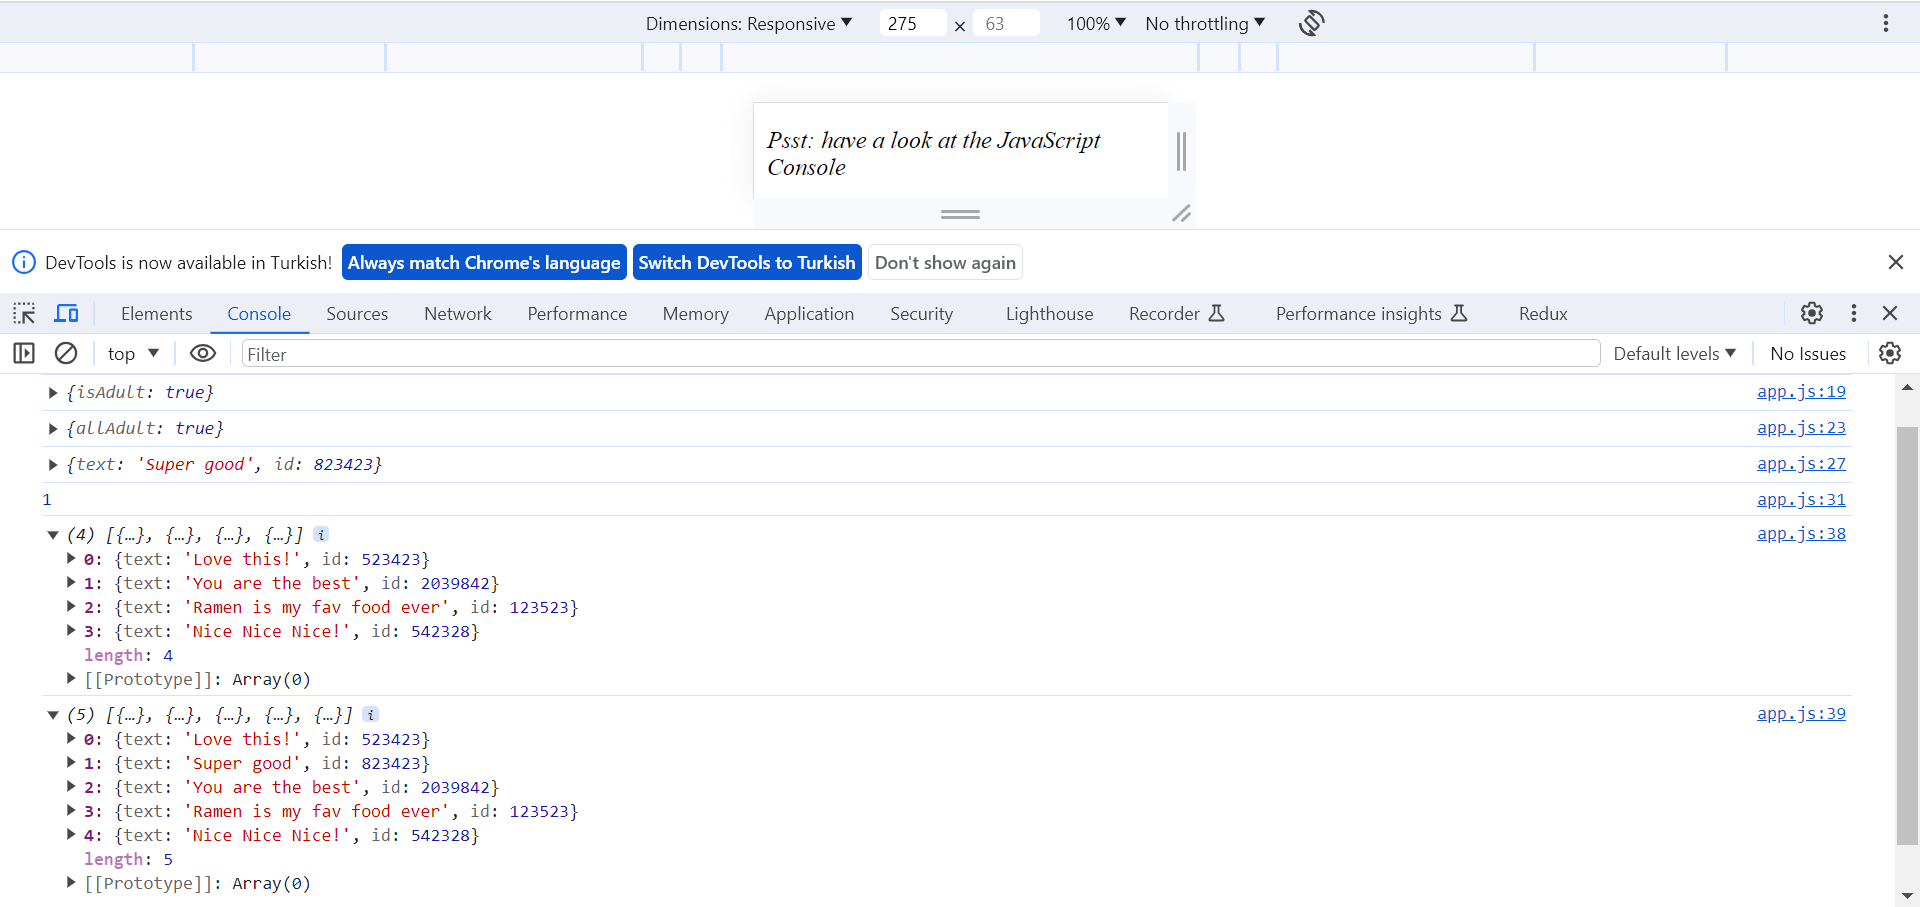 Dimensions: Responsive 275 × 63 100% No throttling
Psst: have a look at the JavaScript
Console
DevTools is now available in Turkish! Always match Chrome's language Switch DevTools to Turkish Don't show again
Elements Console Sources Network Performance Memory Application Security Lighthouse Recorder Performance insights Redux
top Filter Default levels No Issues
{isAdult: true} app.js:19
{allAdult: true} app.js:23
{text: 'Super good', id: 823423} app.js:27
1 app.js:31
(4) [{…}, {…}, {…}, {…}] i app.js:38
0: {text: 'Love this!', id: 523423}
1: {text: 'You are the best', id: 2039842}
2: {text: 'Ramen is my fav food ever', id: 123523}
3: {text: 'Nice Nice Nice!', id: 542328}
length: 4
[[Prototype]]: Array(0)
(5) [{…}, {…}, {…}, {…}, {…}] i app.js:39
0: {text: 'Love this!', id: 523423}
1: {text: 'Super good', id: 823423}
2: {text: 'You are the best', id: 2039842}
3: {text: 'Ramen is my fav food ever', id: 123523}
4: {text: 'Nice Nice Nice!', id: 542328}
length: 5
[[Prototype]]: Array(0)